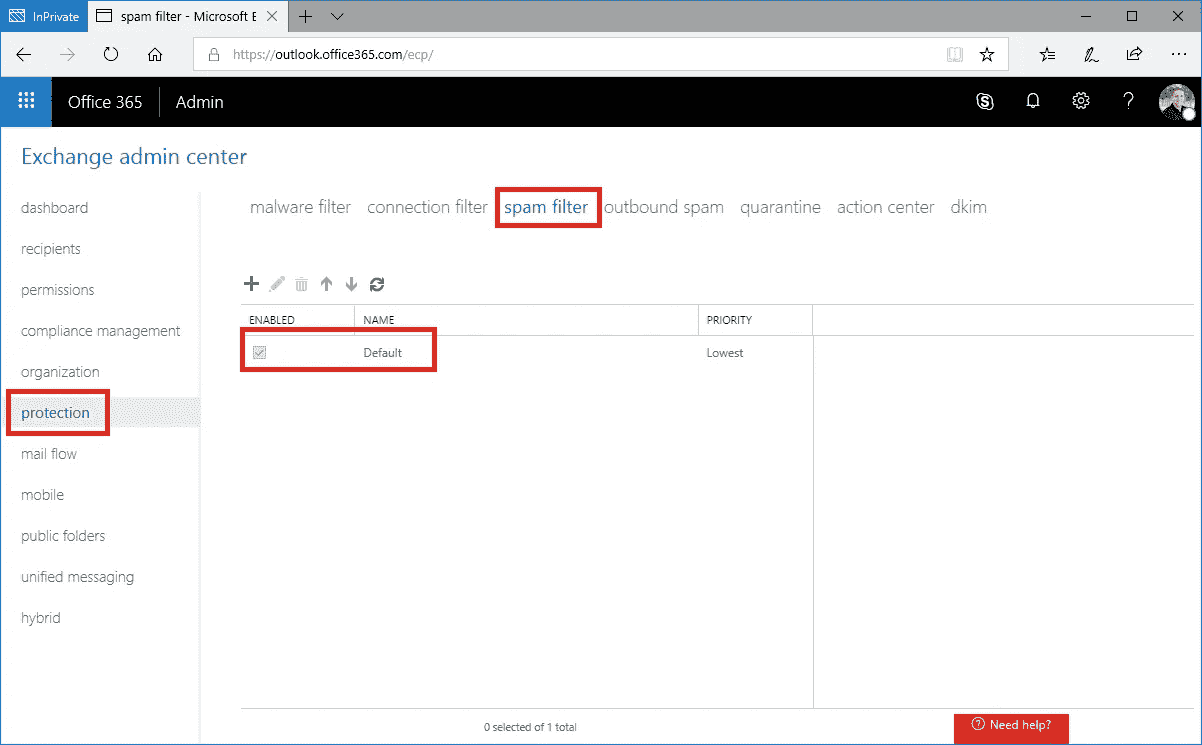 InPrivate
spam filter - Microsoft E
https://outlook.office365.com/ecp/
Office 365
Admin
Exchange admin center
dashboard
recipients
permissions
compliance management
organization
protection
mail flow
mobile
public folders
unified messaging
hybrid
malware filter connection filter spam filter outbound spam quarantine action center dkim
ENABLED NAME PRIORITY
Default Lowest
0 selected of 1 total
Need help?